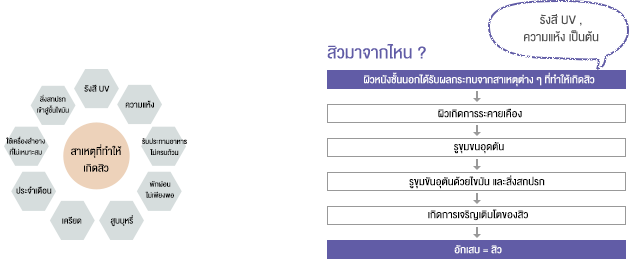 รังสี UV
ความแห้ง
รับประทานอาหาร
ไม่ครบถ้วน
พักผ่อน
ไม่เพียงพอ
สูบบุหรี่
เครียด
ประจำเดือน
ใช้เครื่องสำอาง
ที่ไม่เหมาะสม
สิ่งสกปรก
เข้าสู่ชั้นไขมัน
สาเหตุที่ทำให้
เกิดสิว
รังสี UV ,
ความแห้ง เป็นต้น
สิวมาจากไหน ?
ผิวหนังชั้นนอกได้รับผลกระทบจากสาเหตุต่าง ๆ ที่ทำให้เกิดสิว
ผิวเกิดการระคายเคือง
รูขุมขนอุดตัน
รูขุมขันอุดันด้วยไขมัน และสิ่งสกปรก
เกิดการเจริญเติบโตของสิว
อักเสบ = สิว